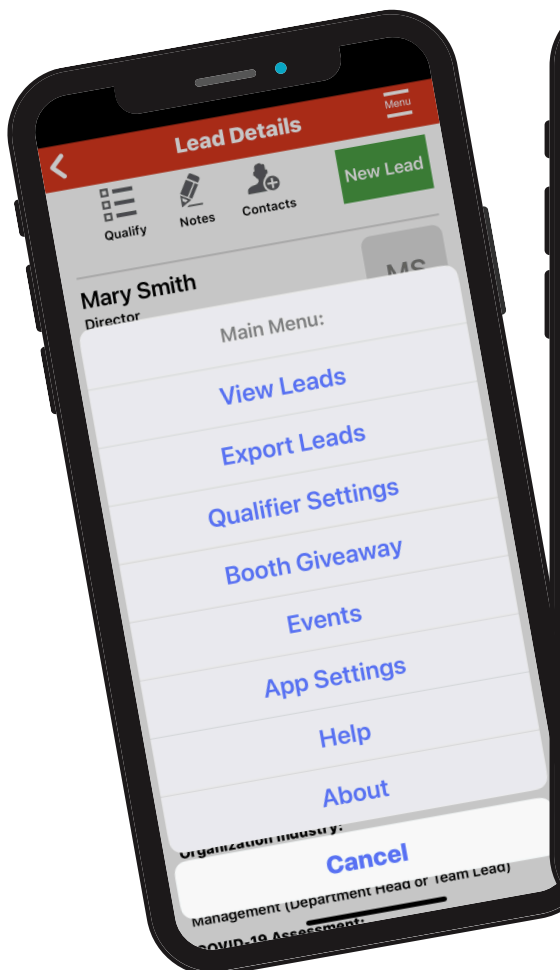 Lead Details
Menu
Qualify
Notes
Contacts
New Lead
Mary Smith
MS
Director
Main Menu:
View Leads
Export Leads
Qualifier Settings
Booth Giveaway
Events
App Settings
Help
About
Organization Industry:
Cancel
Management (Department Head or Team Lead)
COVID-19 Assessment: